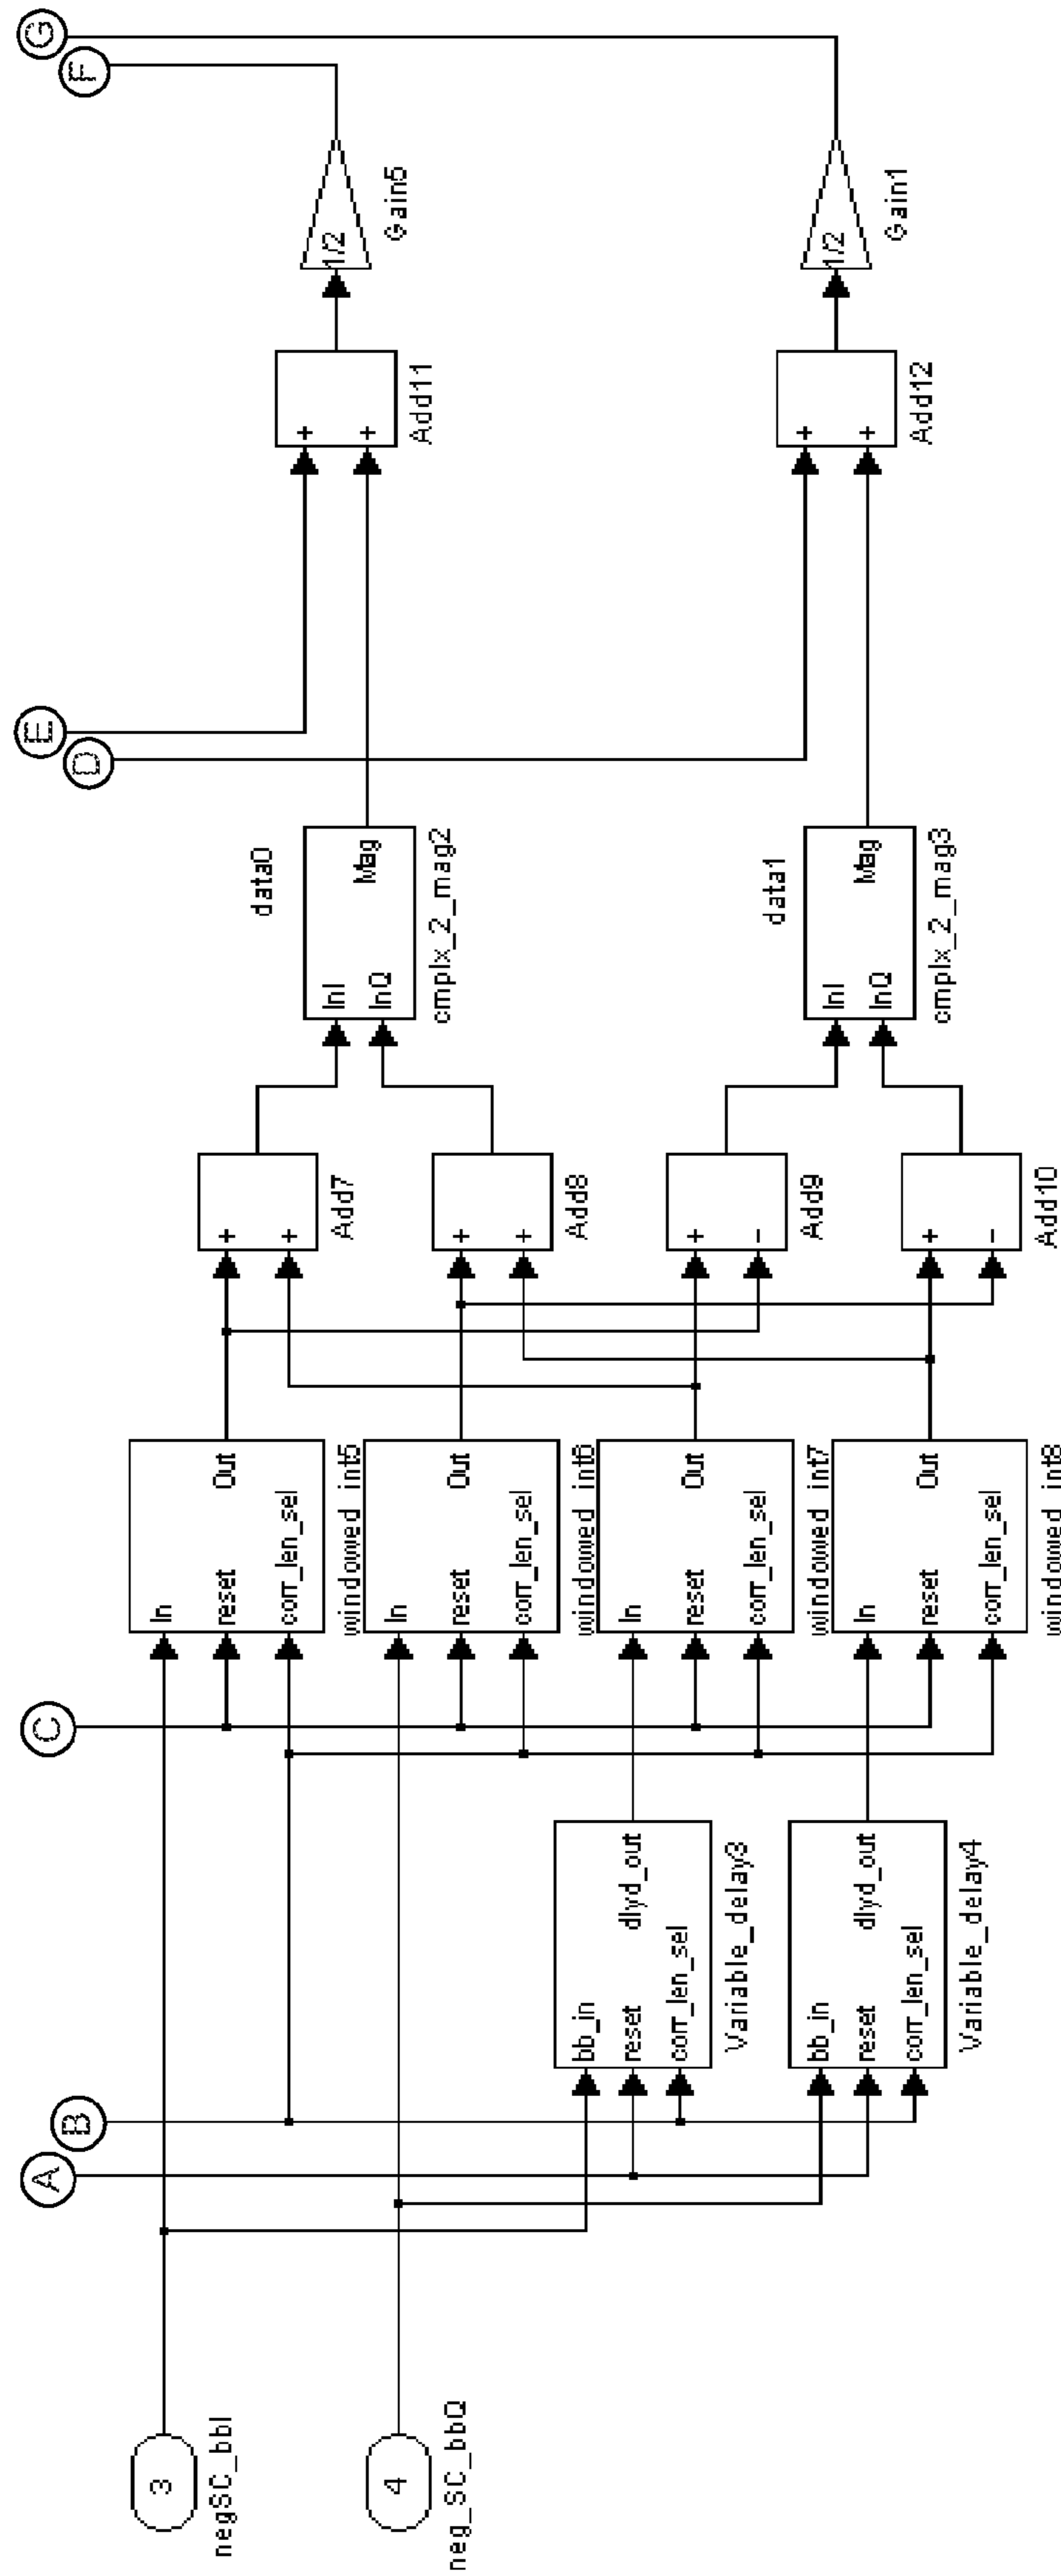 3
negSC_bbI
4
neg_SC_bbQ
A
B
bb_in
reset
corr_len_sel
dlyd_out
Variable_delay3
bb_in
reset
corr_len_sel
dlyd_out
Variable_delay4
C
In
reset
corr_len_sel
Out
windowed_int5
In
reset
corr_len_sel
Out
windowed_int6
In
reset
corr_len_sel
Out
windowed_int7
In
reset
corr_len_sel
Out
windowed_int8
+
+
Add7
+
+
Add8
+
-
Add9
+
-
Add10
data0
InI
InQ
Mag
cmplx_2_mag2
data1
InI
InQ
Mag
cmplx_2_mag3
E
D
+
+
Add11
+
+
Add12
1/2
Gain5
1/2
Gain1
G
F